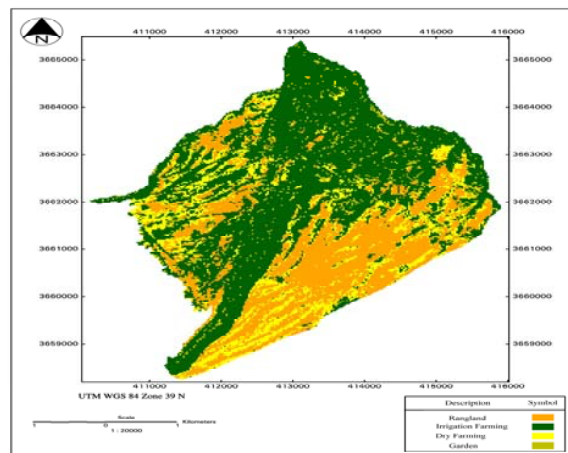 N
411000 412000 413000 414000 415000 416000
3665000 3665000
3664000 3664000
3663000 3663000
3662000 3662000
3661000 3661000
3660000 3660000
3659000 3659000
411000 412000 413000 414000 415000 416000
UTM WGS 84 Zone 39 N
Scale
1 0 1 Kilometers
1 : 20000
Description Symbol
Rangland
Irrigation Farming
Dry Farming
Garden